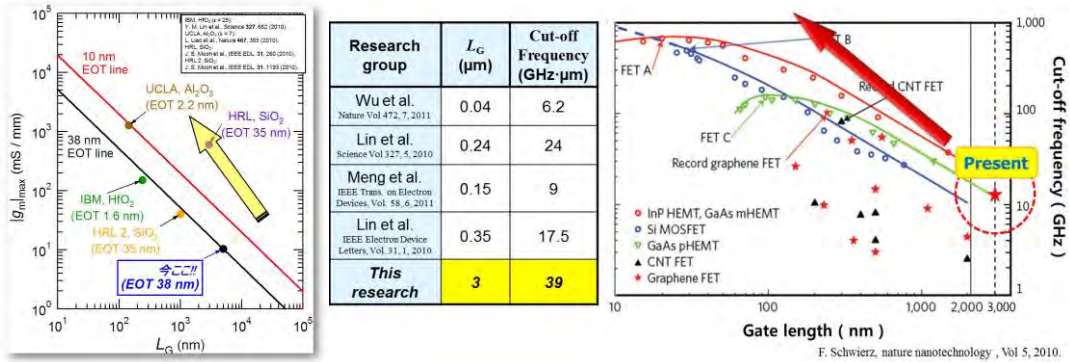 IBM, HfO₂ (κ = 25):
Y. M. Lin et al., Science 327, 662 (2010).
UCLA, Al₂O₃ (κ = 7):
L. Liao et al., Nature 467, 305 (2010).
HRL, SiO₂:
J. S. Moon et al., IEEE EDL 31, 260 (2010).
HRL 2, SiO₂:
J. S. Moon et al., IEEE EDL 31, 1193 (2010).
10 nm
EOT line
UCLA, Al₂O₃
(EOT 2.2 nm)
HRL, SiO₂
(EOT 35 nm)
38 nm
EOT line
IBM, HfO₂
(EOT 1.6 nm)
HRL 2, SiO₂
(EOT 35 nm)
今ここ!!
(EOT 38 nm)
|gₘ|max (mS / mm)
10⁵
10⁴
10³
10²
10¹
10⁰
10¹ 10² 10³ 10⁴ 10⁵
L_G (nm)
Research group L_G (μm) Cut-off Frequency (GHz·μm)
Wu et al. 0.04 6.2
Nature Vol 472, 7, 2011
Lin et al. 0.24 24
Science Vol 327, 5, 2010
Meng et al. 0.15 9
IEEE Trans. on Electron
Devices, Vol. 58, 6, 2011
Lin et al. 0.35 17.5
IEEE Electron Device
Letters, Vol. 31, 1, 2010
This research 3 39
FET A
T B
Record CNT FET
FET C
Record graphene FET
Present
InP HEMT, GaAs mHEMT
Si MOSFET
GaAs pHEMT
CNT FET
Graphene FET
1,000
100
10
1
Cut-off frequency ( GHz )
10 100 1,000 2,000 3,000
Gate length ( nm )
F. Schwierz, nature nanotechnology , Vol 5, 2010.